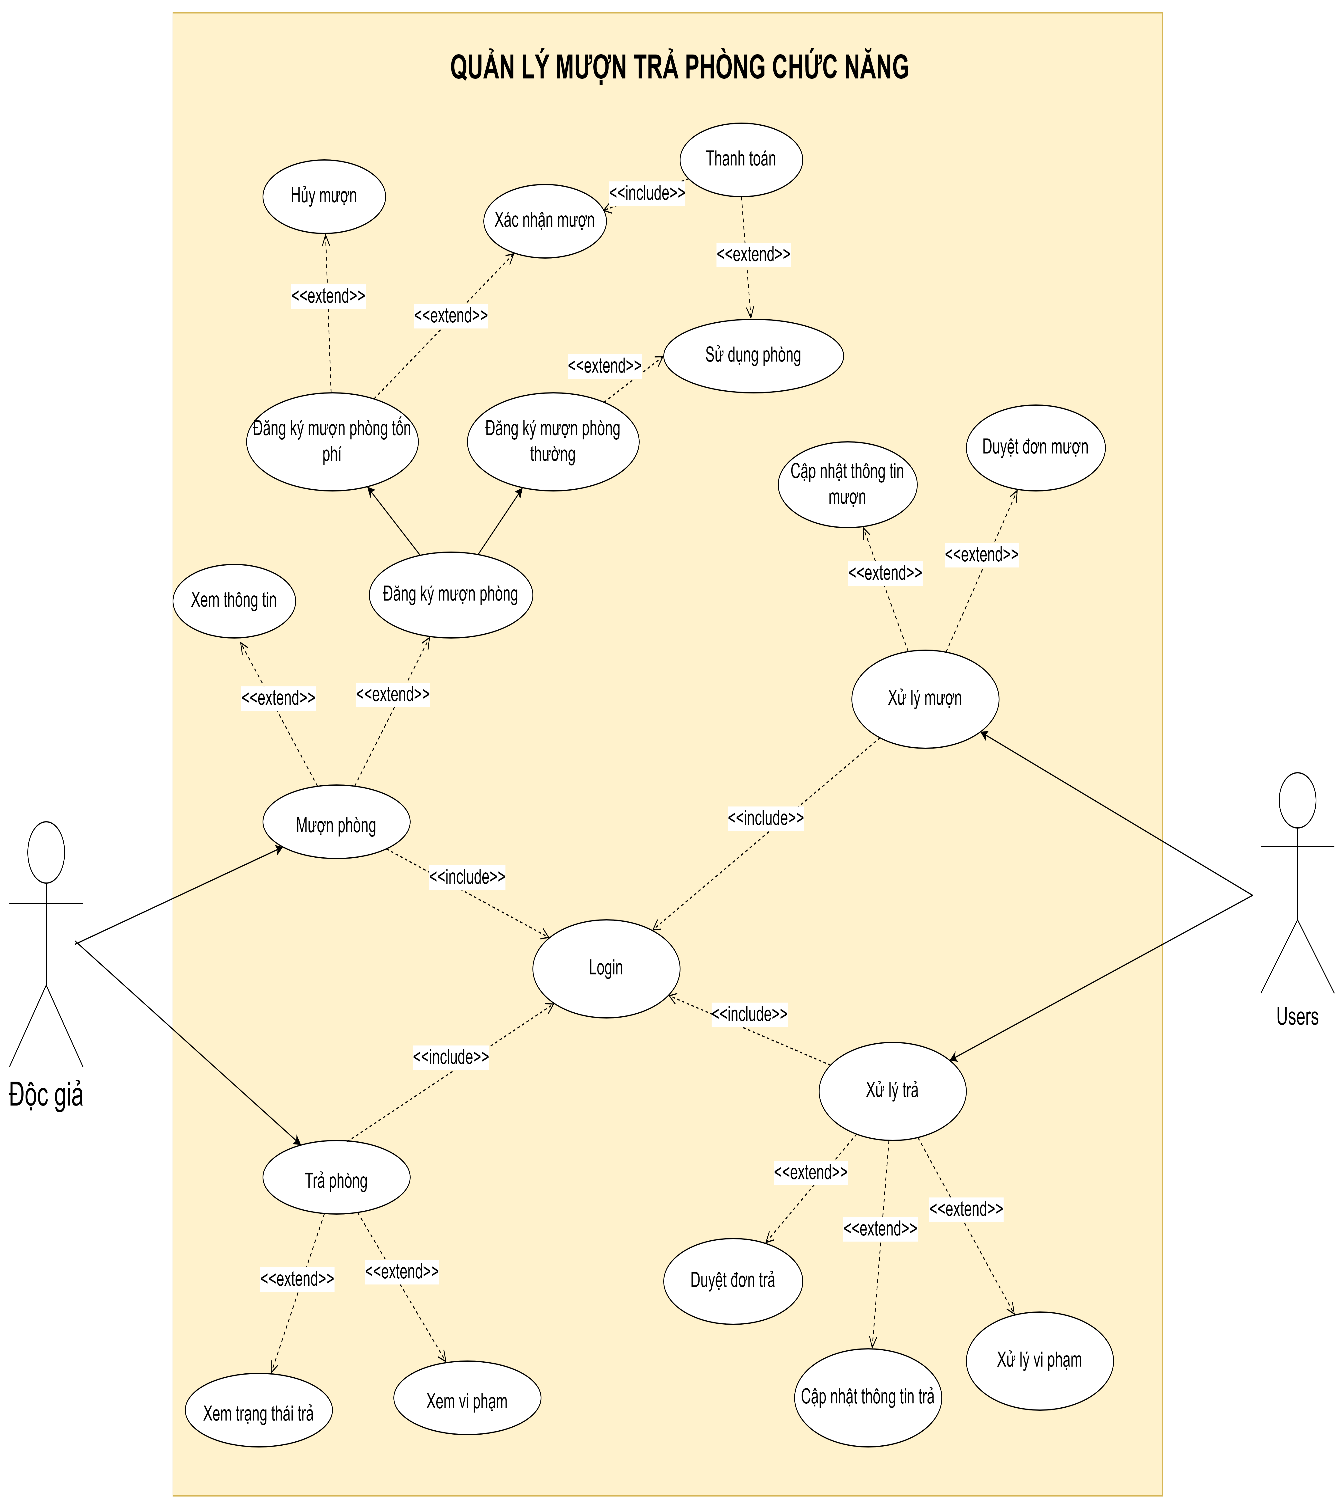 QUẢN LÝ MƯỢN TRẢ PHÒNG CHỨC NĂNG
Thanh toán
Hủy mượn
<<include>>
Xác nhận mượn
<<extend>>
<<extend>>
<<extend>>
Sử dụng phòng
<<extend>>
Đăng ký mượn phòng tốn
phí
Đăng ký mượn phòng
thường
Duyệt đơn mượn
Cập nhật thông tin
mượn
<<extend>>
<<extend>>
Xem thông tin
Đăng ký mượn phòng
<<extend>>
<<extend>>
Xử lý mượn
<<include>>
Mượn phòng
<<include>>
Login
<<include>>
Users
<<include>>
Độc giả
Xử lý trả
Trả phòng
<<extend>>
<<extend>>
<<extend>>
<<extend>>
<<extend>>
Duyệt đơn trả
Xử lý vi phạm
Cập nhật thông tin trả
Xem vi phạm
Xem trạng thái trả